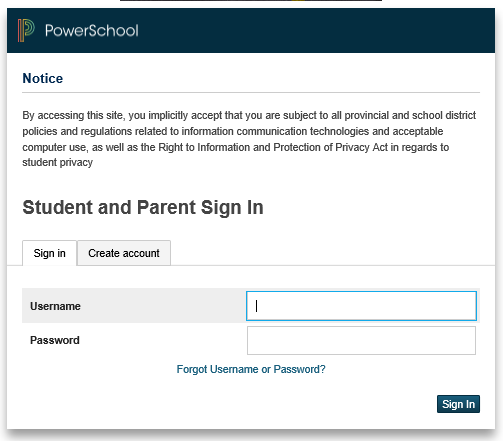 PowerSchool
Notice
By accessing this site, you implicitly accept that you are subject to all provincial and school district
policies and regulations related to information communication technologies and acceptable
computer use, as well as the Right to Information and Protection of Privacy Act in regards to
student privacy
Student and Parent Sign In
Sign in Create account
Username
Password
Forgot Username or Password?
Sign In